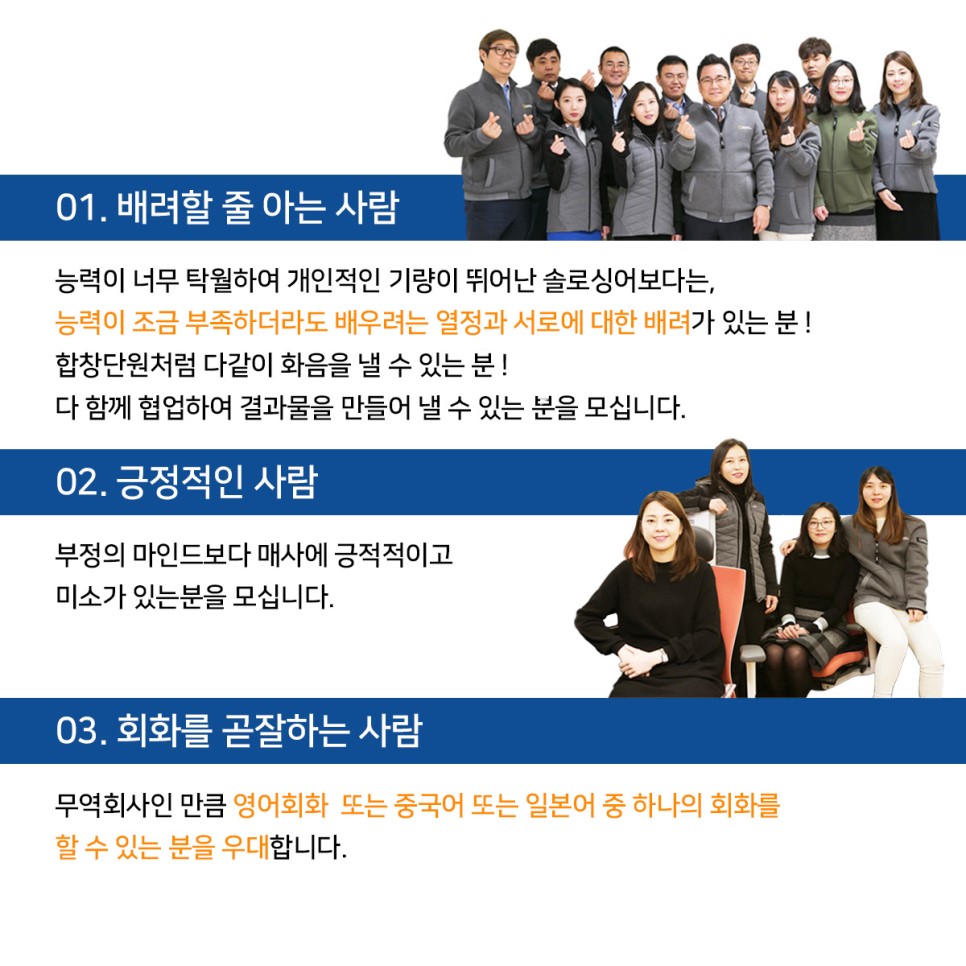 01. 배려할 줄 아는 사람
능력이 너무 탁월하여 개인적인 기량이 뛰어난 솔로싱어보다는,
능력이 조금 부족하더라도 배우려는 열정과 서로에 대한 배려가 있는 분 !
합창단원처럼 다같이 화음을 낼 수 있는 분 !
다 함께 협업하여 결과물을 만들어 낼 수 있는 분을 모십니다.
02. 긍정적인 사람
부정의 마인드보다 매사에 긍적적이고
미소가 있는분을 모십니다.
03. 회화를 곧잘하는 사람
무역회사인 만큼 영어회화 또는 중국어 또는 일본어 중 하나의 회화를
할 수 있는 분을 우대합니다.